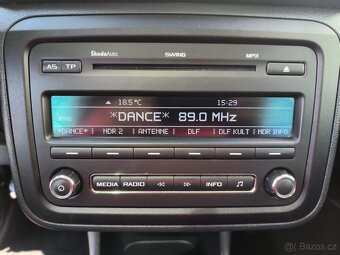 ŠkodaAuto SWING MP3
AS TP
18.5°C 15:29
FM2 *DANCE* 89.0 MHz
*DANCE* | NDR 2 | ANTENNE | DLF | DLF KULT | NDR INFO
MEDIA RADIO INFO
bazos.cz